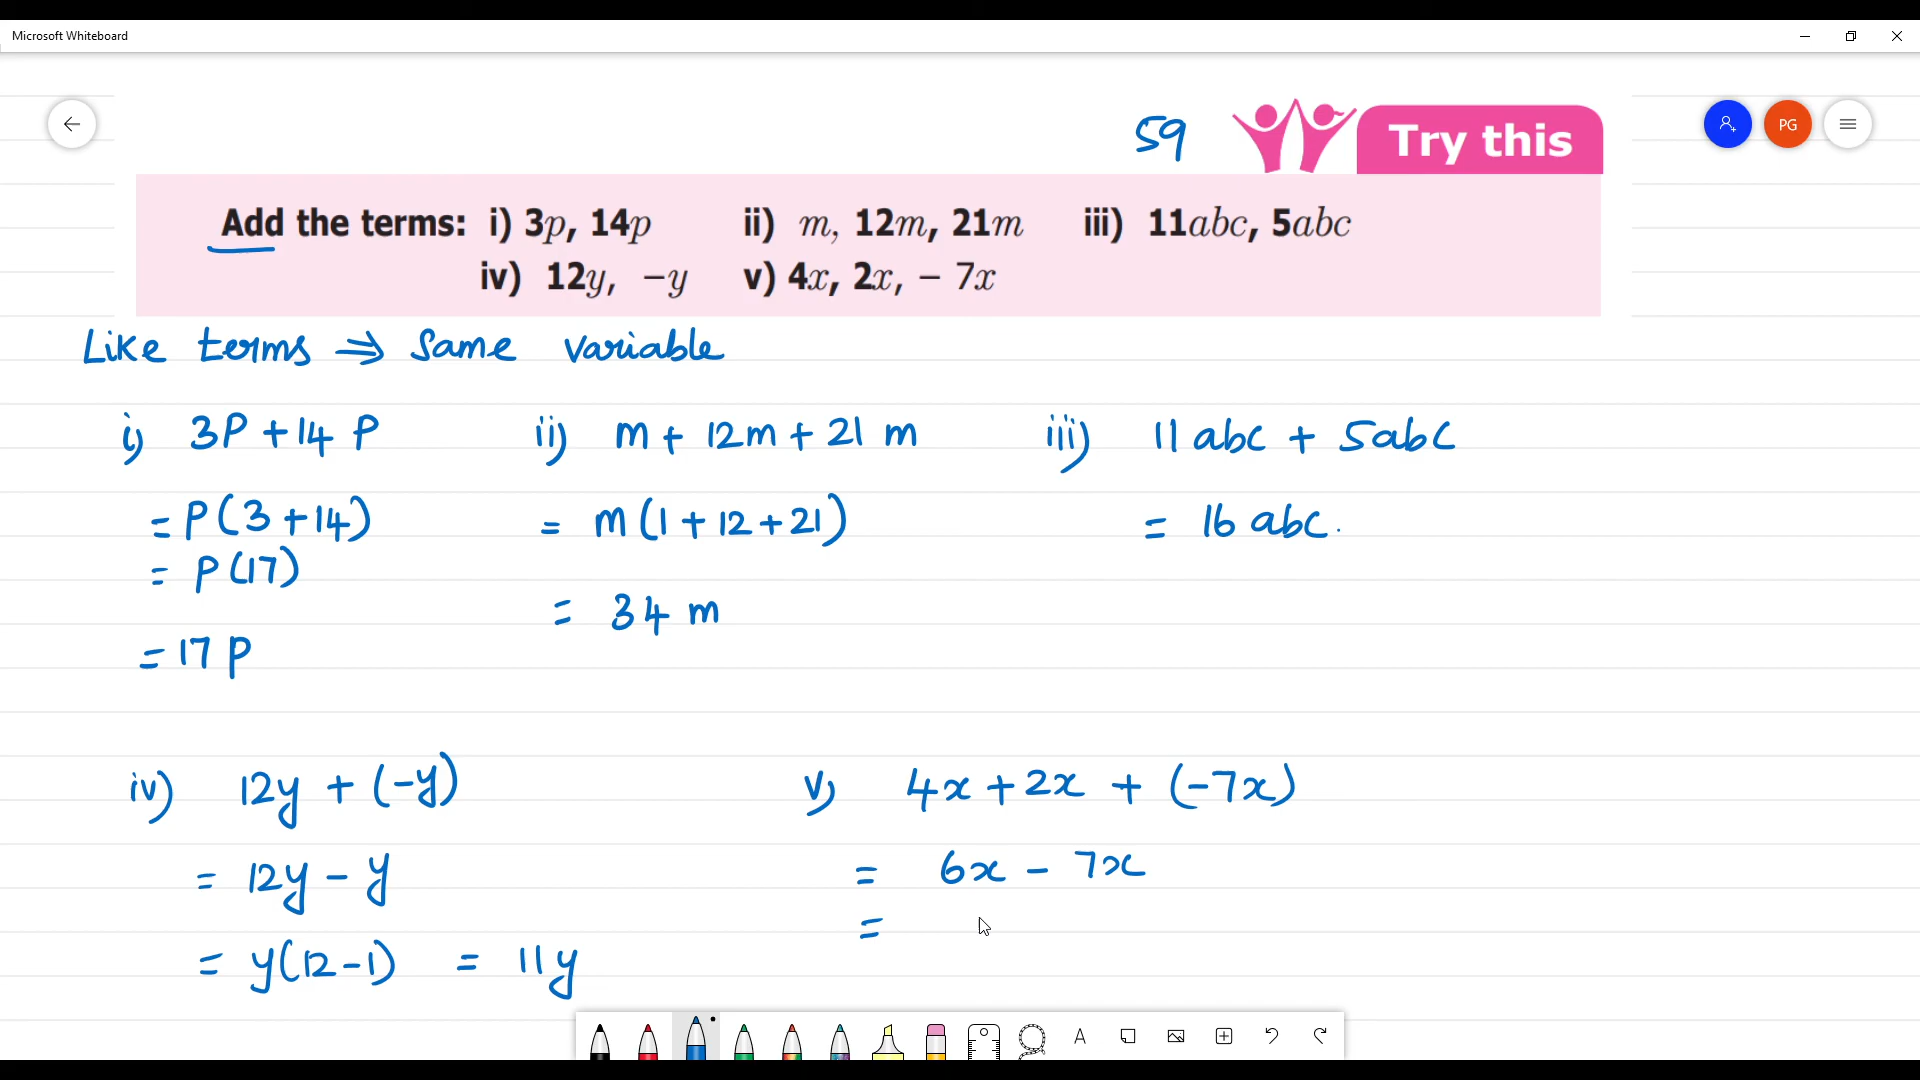 Microsoft Whiteboard
59
Try this
PG
Add the terms: i) 3p, 14p ii) m, 12m, 21m iii) 11abc, 5abc
iv) 12y, −y v) 4x, 2x, − 7x
Like terms ⇒ Same variable
i) 3P + 14 P
= P(3+14)
= P(17)
= 17 P
ii) m + 12m + 21 m
= m(1+12+21)
= 34 m
iii) 11 abc + 5abc
= 16 abc.
iv) 12y + (-y)
= 12y - y
= y(12-1) = 11y
v) 4x + 2x + (-7x)
= 6x - 7x
=
A